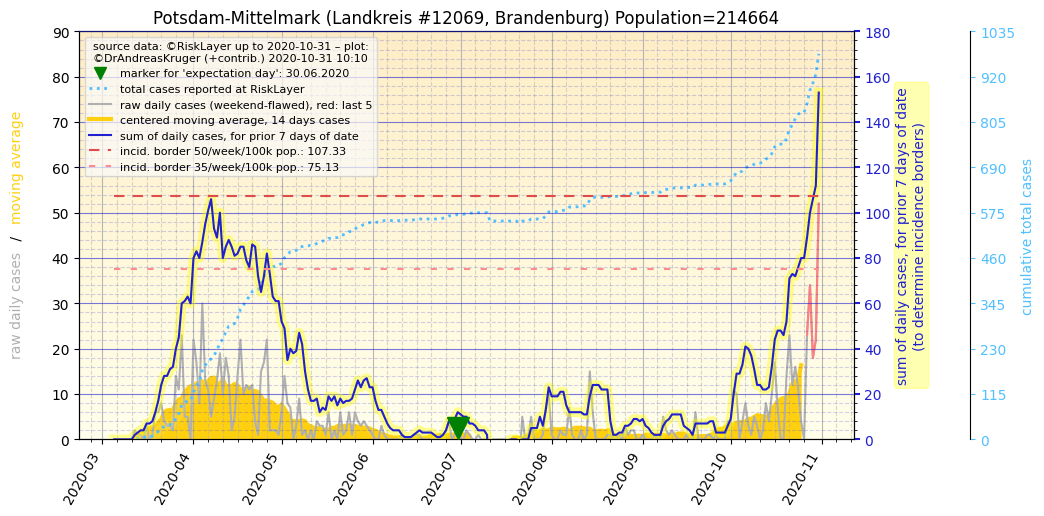 Potsdam-Mittelmark (Landkreis #12069, Brandenburg) Population=214664
source data: ©RiskLayer up to 2020-10-31 – plot:
©DrAndreasKruger (+contrib.) 2020-10-31 10:10
marker for 'expectation day': 30.06.2020
total cases reported at RiskLayer
raw daily cases (weekend-flawed), red: last 5
centered moving average, 14 days cases
sum of daily cases, for prior 7 days of date
incid. border 50/week/100k pop.: 107.33
incid. border 35/week/100k pop.: 75.13
raw daily cases / moving average
90
80
70
60
50
40
30
20
10
0
180
160
140
120
100
80
60
40
20
0
sum of daily cases, for prior 7 days of date
(to determine incidence borders)
1035
920
805
690
575
460
345
230
115
0
cumulative total cases
2020-03
2020-04
2020-05
2020-06
2020-07
2020-08
2020-09
2020-10
2020-11